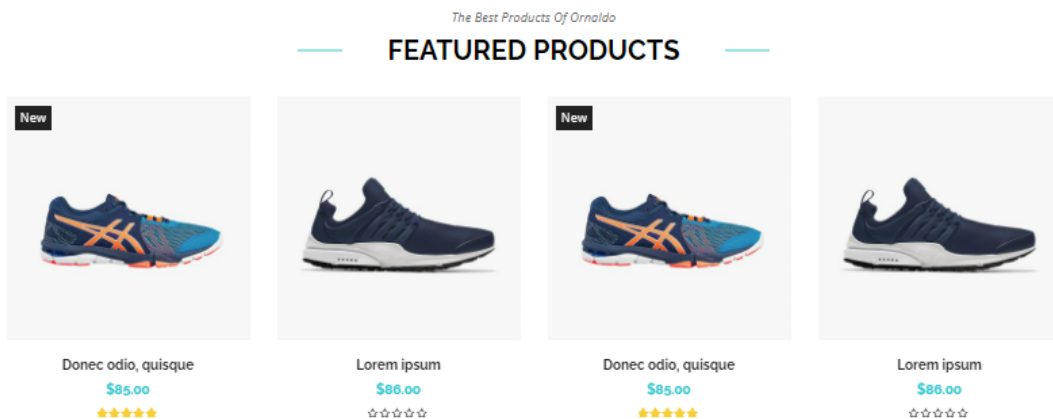 The Best Products Of Ornaldo
FEATURED PRODUCTS
New
New
Donec odio, quisque
Lorem ipsum
Donec odio, quisque
Lorem ipsum
$85.00
$86.00
$85.00
$86.00